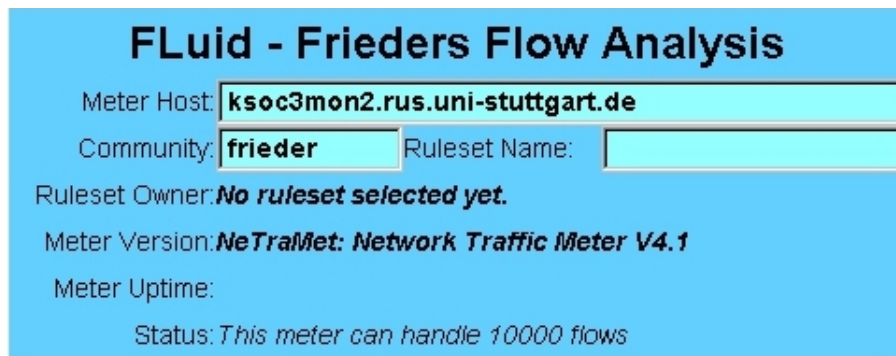 FLuid - Frieders Flow Analysis
Meter Host: ksoc3mon2.rus.uni-stuttgart.de
Community: frieder Ruleset Name:
Ruleset Owner: No ruleset selected yet.
Meter Version: NeTraMet: Network Traffic Meter V4.1
Meter Uptime:
Status: This meter can handle 10000 flows